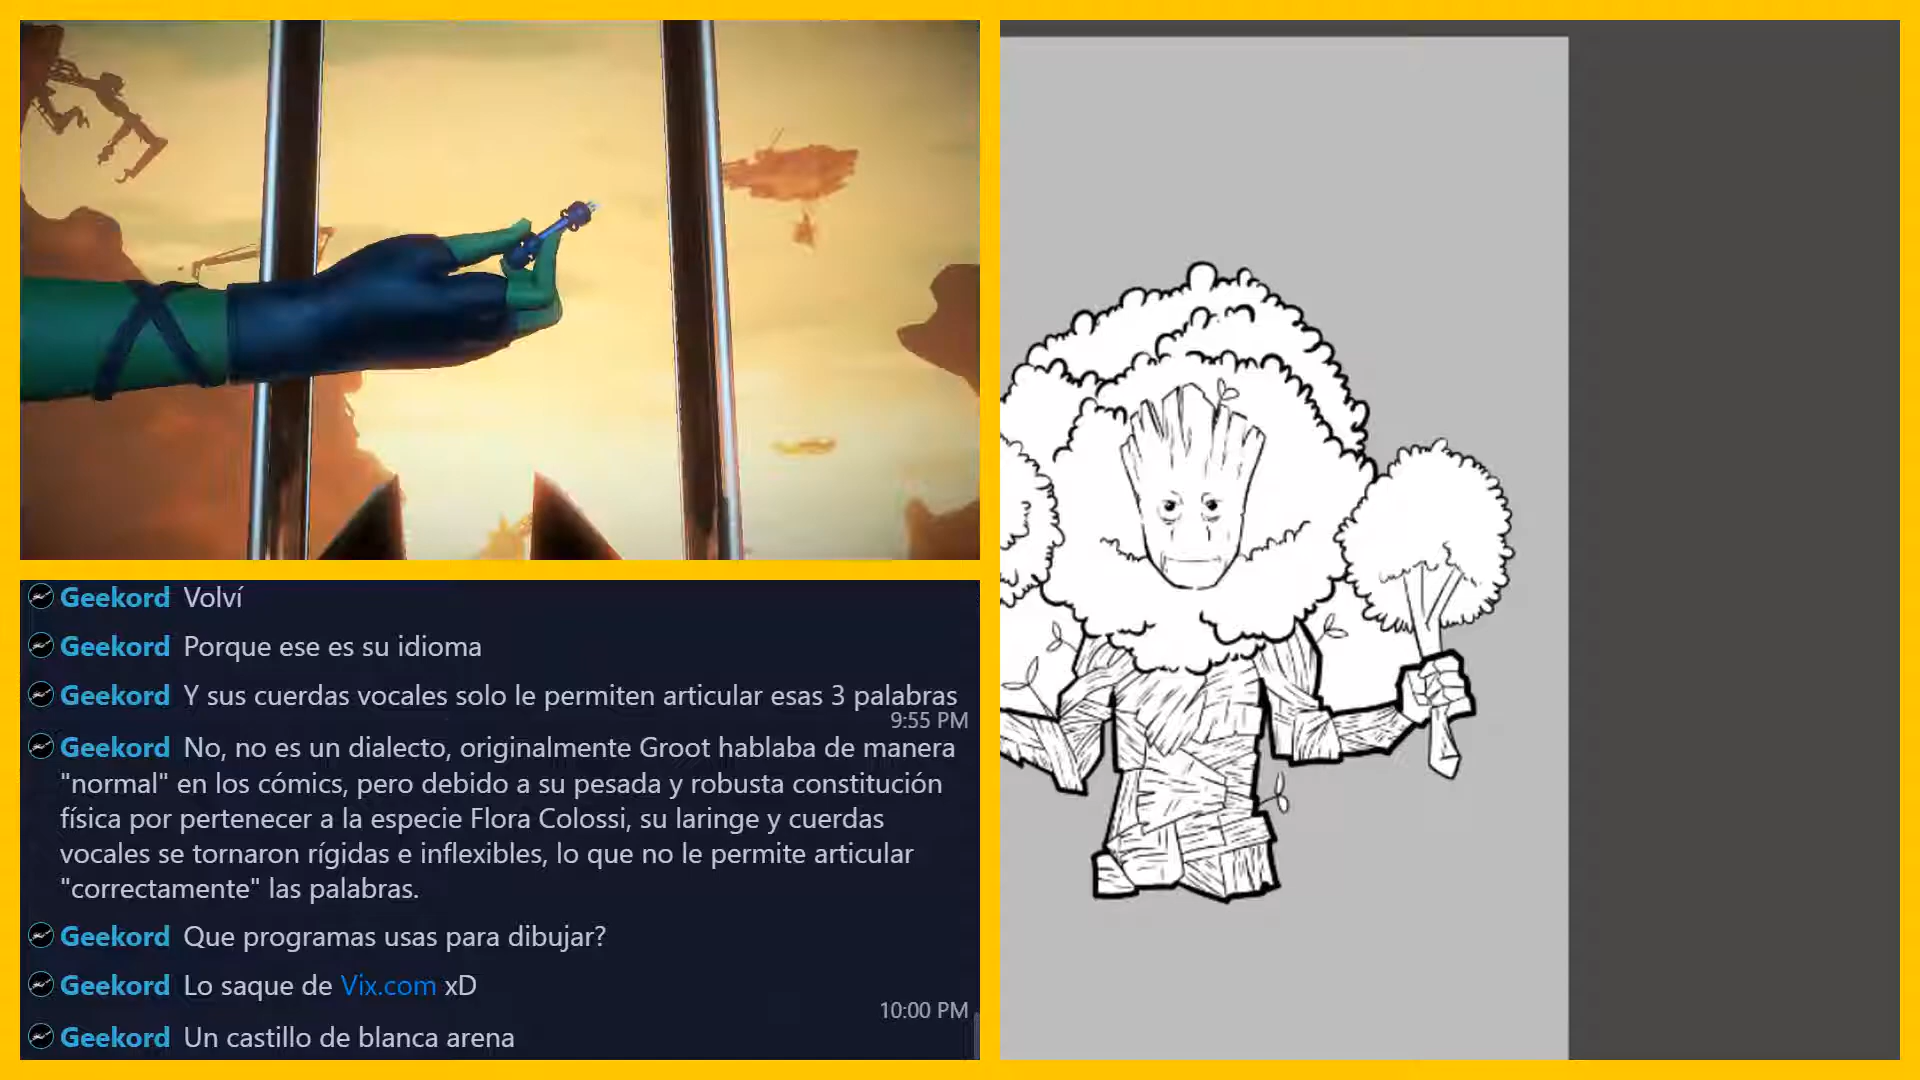 Geekord Volví
Geekord Porque ese es su idioma
Geekord Y sus cuerdas vocales solo le permiten articular esas 3 palabras
9:55 PM
Geekord No, no es un dialecto, originalmente Groot hablaba de manera
"normal" en los cómics, pero debido a su pesada y robusta constitución
física por pertenecer a la especie Flora Colossi, su laringe y cuerdas
vocales se tornaron rígidas e inflexibles, lo que no le permite articular
"correctamente" las palabras.
Geekord Que programas usas para dibujar?
Geekord Lo saque de Vix.com xD
10:00 PM
Geekord Un castillo de blanca arena